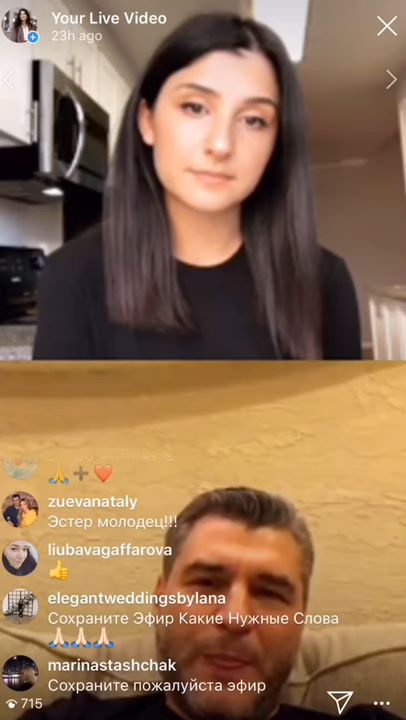 Your Live Video
23h ago
🙏➕❤️
zuevanataly
Эстер молодец!!!
liubavagaffarova
👍
elegantweddingsbylana
Сохраните Эфир Какие Нужные Слова
🙏🏻🙏🏻🙏🏻
marinastashchak
Сохраните пожалуйста эфир
715